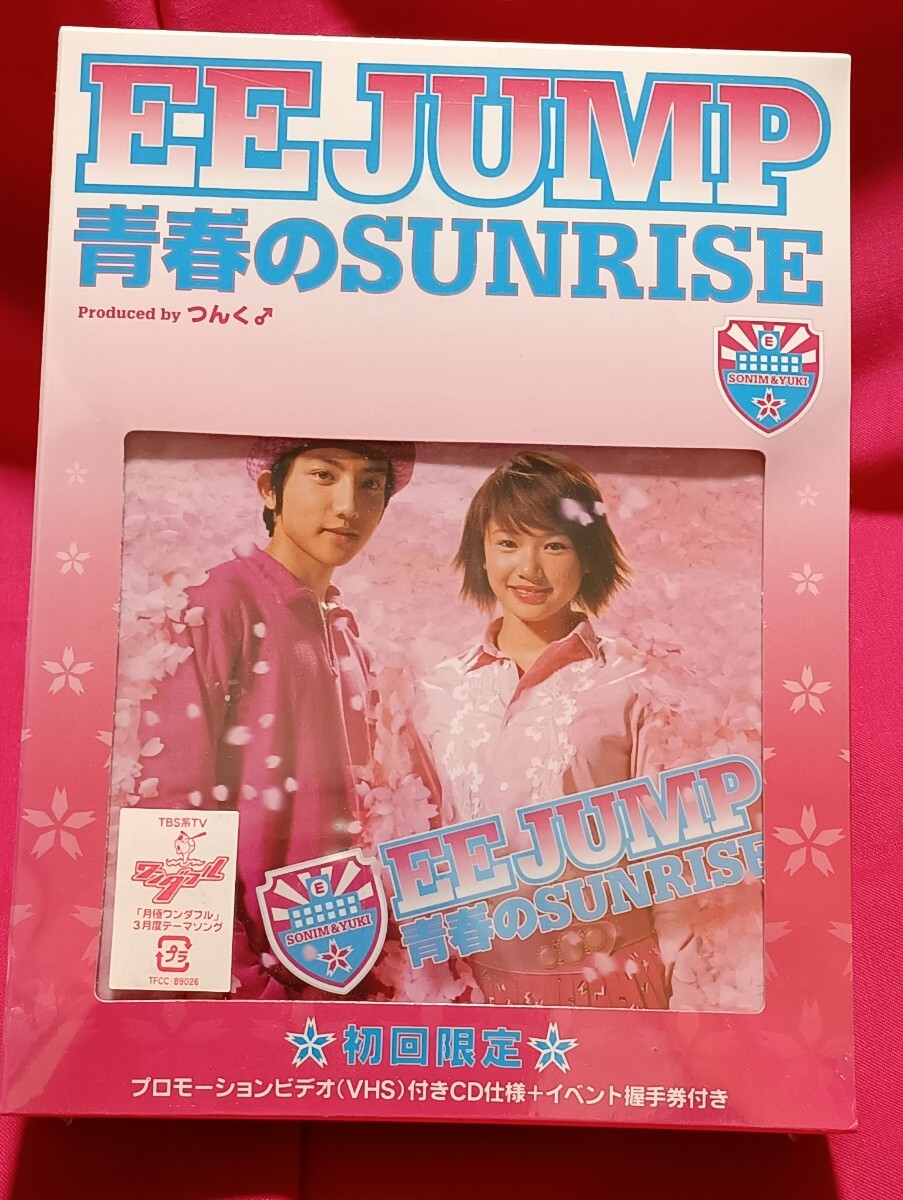 EE JUMP
青春のSUNRISE
Produced by つんく♂
E
SONIM & YUKI
EE JUMP
青春のSUNRISE
E
SONIM & YUKI
TBS系TV
ワンダフル
「月極ワンダフル」
3月度テーマソング
プラ
TFCC-89026
初回限定
プロモーションビデオ(VHS)付きCD仕様+イベント握手券付き